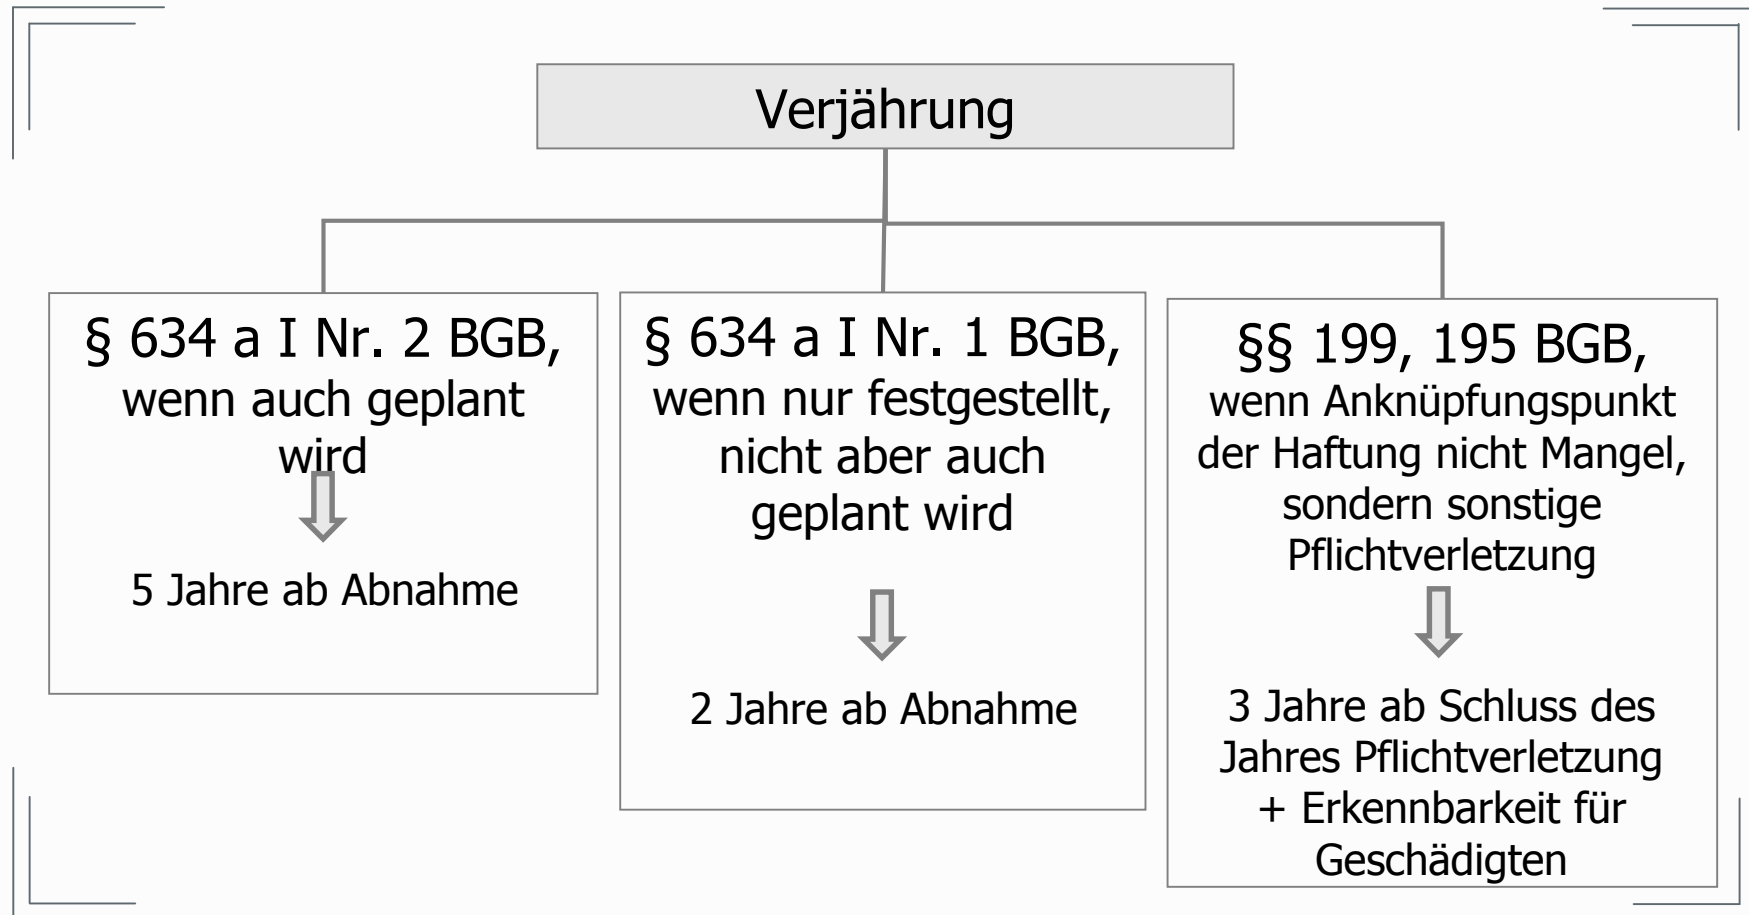 Verjährung
§ 634 a I Nr. 2 BGB,
wenn auch geplant
wird
5 Jahre ab Abnahme
§ 634 a I Nr. 1 BGB,
wenn nur festgestellt,
nicht aber auch
geplant wird
2 Jahre ab Abnahme
§§ 199, 195 BGB,
wenn Anknüpfungspunkt
der Haftung nicht Mangel,
sondern sonstige
Pflichtverletzung
3 Jahre ab Schluss des
Jahres Pflichtverletzung
+ Erkennbarkeit für
Geschädigten